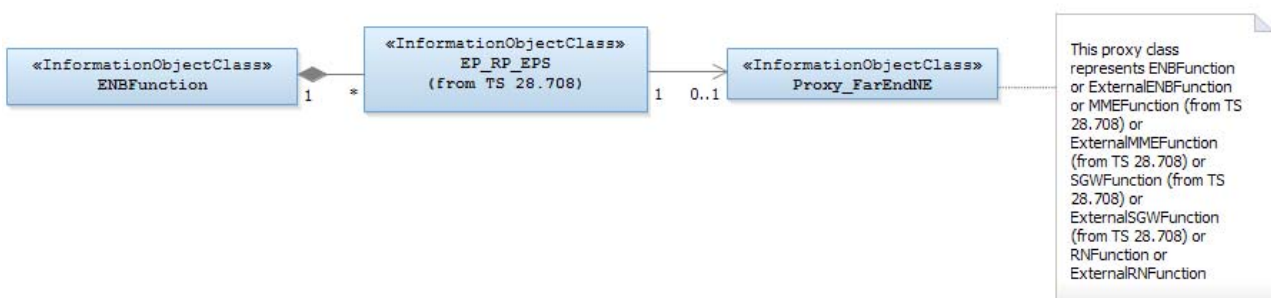 «InformationObjectClass»
ENBFunction
1
*
«InformationObjectClass»
EP_RP_EPS
(from TS 28.708)
1
0..1
«InformationObjectClass»
Proxy_FarEndNE
This proxy class
represents ENBFunction
or ExternalENBFunction
or MMEFunction (from TS
28.708) or
ExternalMMEFunction
(from TS 28.708) or
SGWFunction (from TS
28.708) or
ExternalSGWFunction
(from TS 28.708) or
RNFunction or
ExternalRNFunction